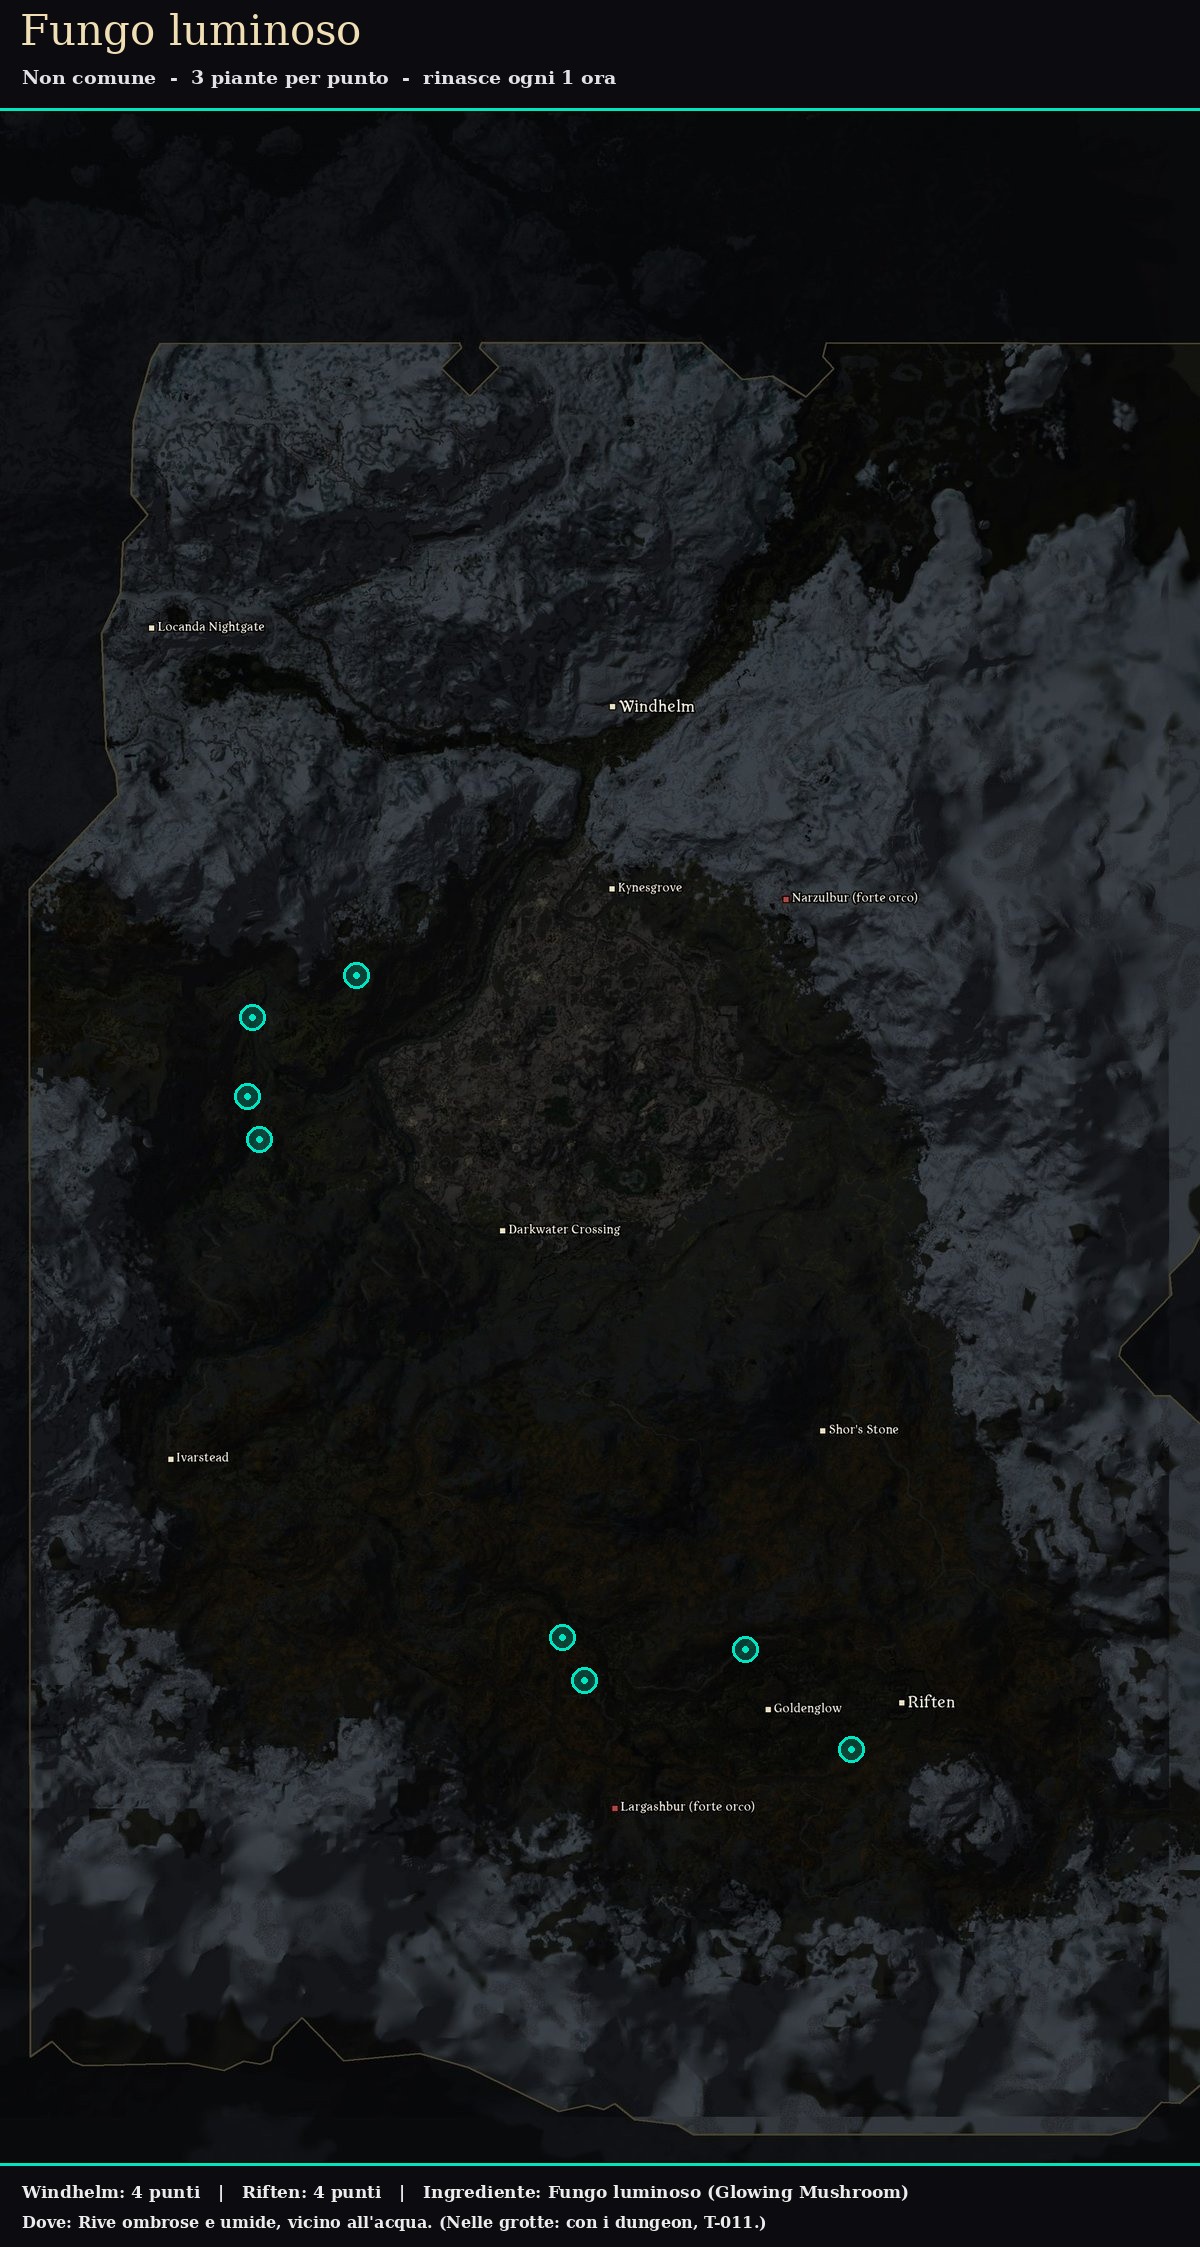 Fungo luminoso
Non comune - 3 piante per punto - rinasce ogni 1 ora
Locanda Nightgate
Windhelm
Kynesgrove
Narzulbur (forte orco)
Darkwater Crossing
Shor's Stone
Ivarstead
Riften
Goldenglow
Largashbur (forte orco)
Windhelm: 4 punti | Riften: 4 punti | Ingrediente: Fungo luminoso (Glowing Mushroom)
Dove: Rive ombrose e umide, vicino all'acqua. (Nelle grotte: con i dungeon, T-011.)